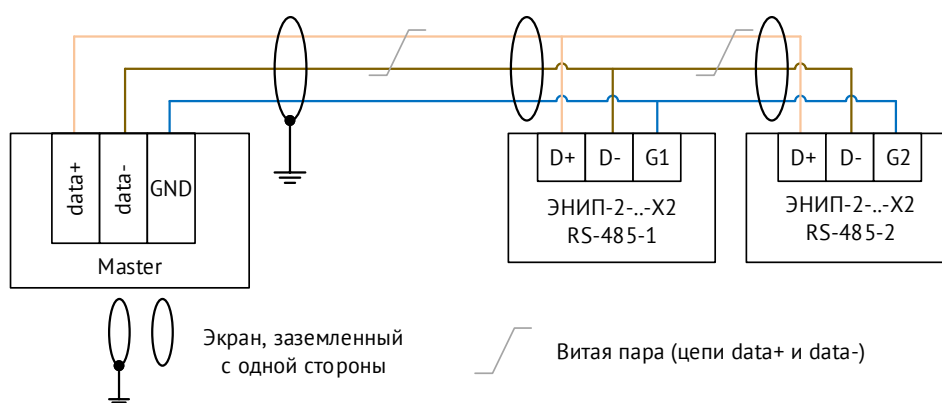 data+
data-
GND
Master
D+ D- G1
ЭНИП-2-..-X2
RS-485-1
D+ D- G2
ЭНИП-2-..-X2
RS-485-2
Экран, заземленный
с одной стороны
Витая пара (цепи data+ и data-)